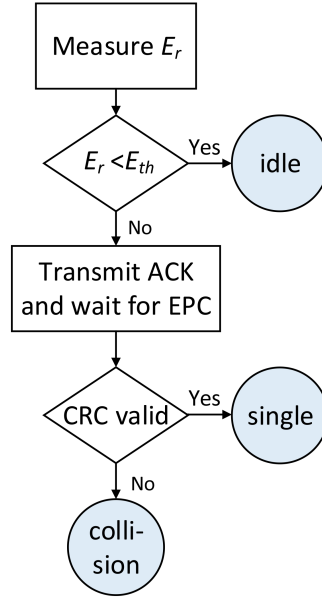 Measure E_r
E_r <E_th
Yes
idle
No
Transmit ACK
and wait for EPC
CRC valid
Yes
single
No
colli-
sion